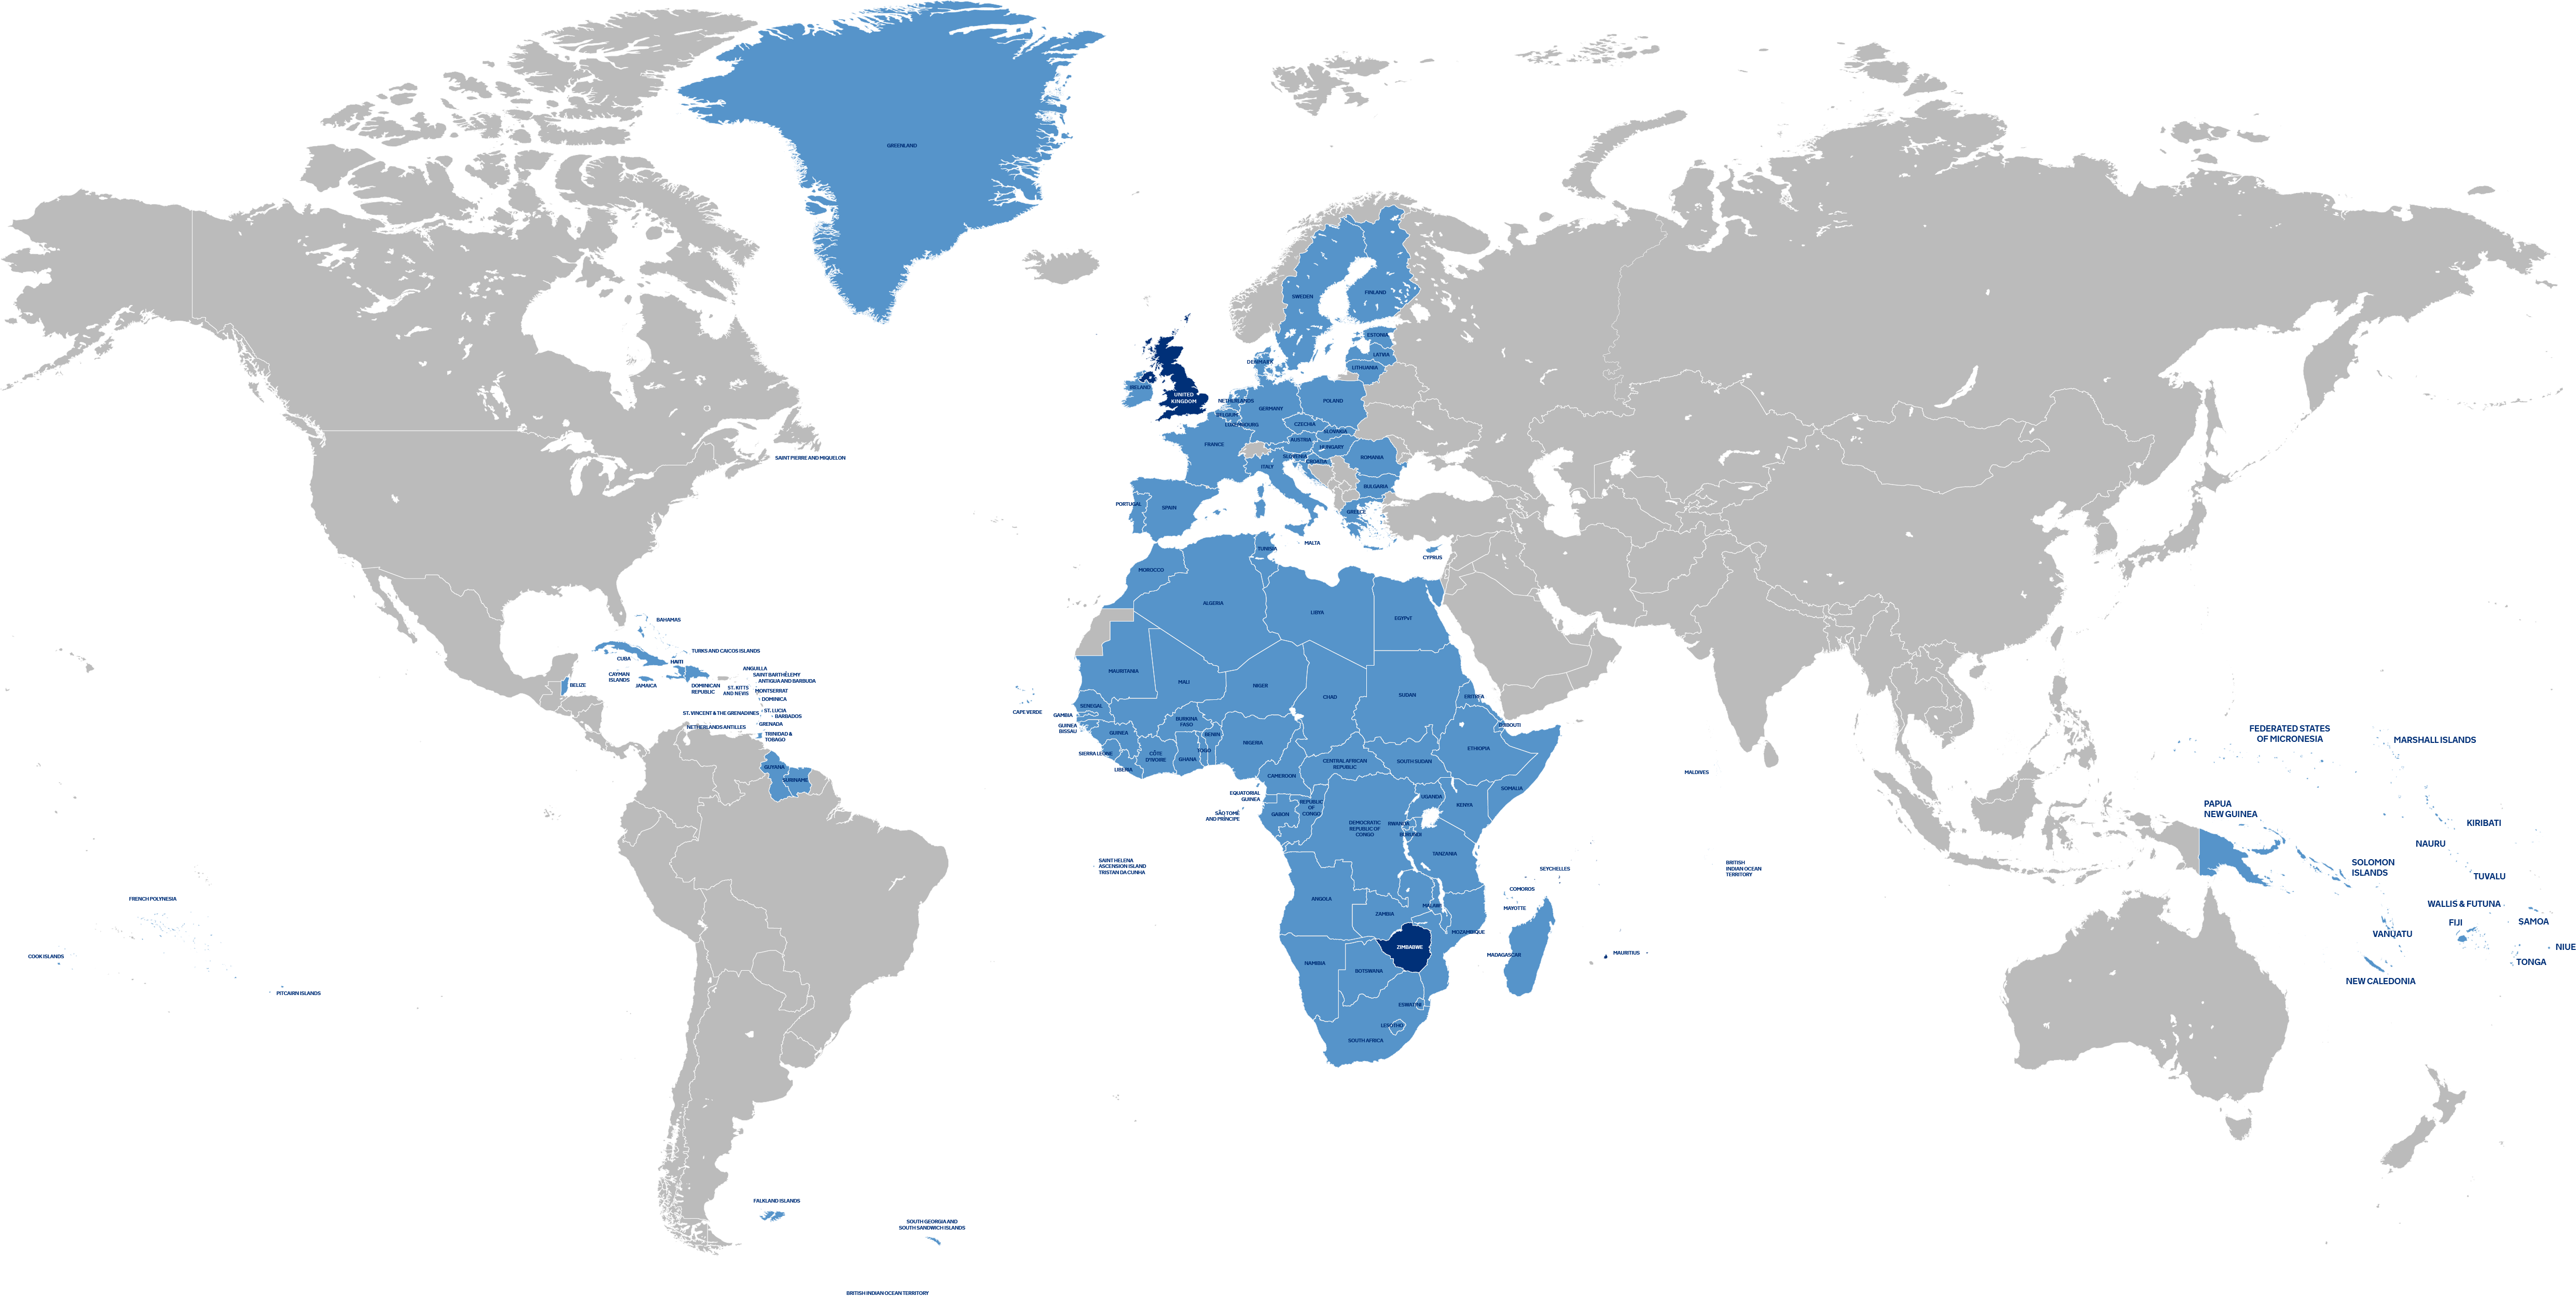 GREENLAND
SWEDEN
FINLAND
ESTONIA
LATVIA
LITHUANIA
DENMARK
IRELAND
UNITED
KINGDOM
NETHERLANDS
BELGIUM
LUXEMBOURG
GERMANY
POLAND
CZECHIA
SLOVAKIA
AUSTRIA
HUNGARY
FRANCE
SLOVENIA
CROATIA
ROMANIA
ITALY
BULGARIA
PORTUGAL
SPAIN
GREECE
MALTA
CYPRUS
SAINT PIERRE AND MIQUELON
BAHAMAS
TURKS AND CAICOS ISLANDS
CUBA
HAITI
CAYMAN
ISLANDS
JAMAICA
BELIZE
DOMINICAN
REPUBLIC
ANGUILLA
SAINT BARTHÉLEMY
ANTIGUA AND BARBUDA
ST. KITTS
AND NEVIS
MONTSERRAT
DOMINICA
ST. LUCIA
ST. VINCENT & THE GRENADINES
BARBADOS
GRENADA
NETHERLANDS ANTILLES
TRINIDAD &
TOBAGO
GUYANA
SURINAME
TUNISIA
MOROCCO
ALGERIA
LIBYA
EGYPvT
MAURITANIA
MALI
NIGER
CHAD
SUDAN
ERITREA
CAPE VERDE
SENEGAL
GAMBIA
GUINEA
BISSAU
GUINEA
SIERRA LEONE
LIBERIA
CÔTE
D'IVOIRE
BURKINA
FASO
GHANA
TOGO
BENIN
NIGERIA
CAMEROON
CENTRAL AFRICAN
REPUBLIC
SOUTH SUDAN
ETHIOPIA
DJIBOUTI
SOMALIA
EQUATORIAL
GUINEA
SÃO TOMÉ
AND PRÍNCIPE
GABON
REPUBLIC
OF
CONGO
DEMOCRATIC
REPUBLIC OF
CONGO
UGANDA
KENYA
RWANDA
BURUNDI
TANZANIA
SAINT HELENA
ASCENSION ISLAND
TRISTAN DA CUNHA
ANGOLA
ZAMBIA
MALAWI
MOZAMBIQUE
ZIMBABWE
NAMIBIA
BOTSWANA
ESWATINI
LESOTHO
SOUTH AFRICA
SEYCHELLES
COMOROS
MAYOTTE
MADAGASCAR
MAURITIUS
MALDIVES
BRITISH
INDIAN OCEAN
TERRITORY
FEDERATED STATES
OF MICRONESIA
MARSHALL ISLANDS
PAPUA
NEW GUINEA
KIRIBATI
NAURU
SOLOMON
ISLANDS
TUVALU
WALLIS & FUTUNA
FIJI
SAMOA
VANUATU
NIUE
TONGA
NEW CALEDONIA
FRENCH POLYNESIA
COOK ISLANDS
PITCAIRN ISLANDS
FALKLAND ISLANDS
SOUTH GEORGIA AND
SOUTH SANDWICH ISLANDS
BRITISH INDIAN OCEAN TERRITORY